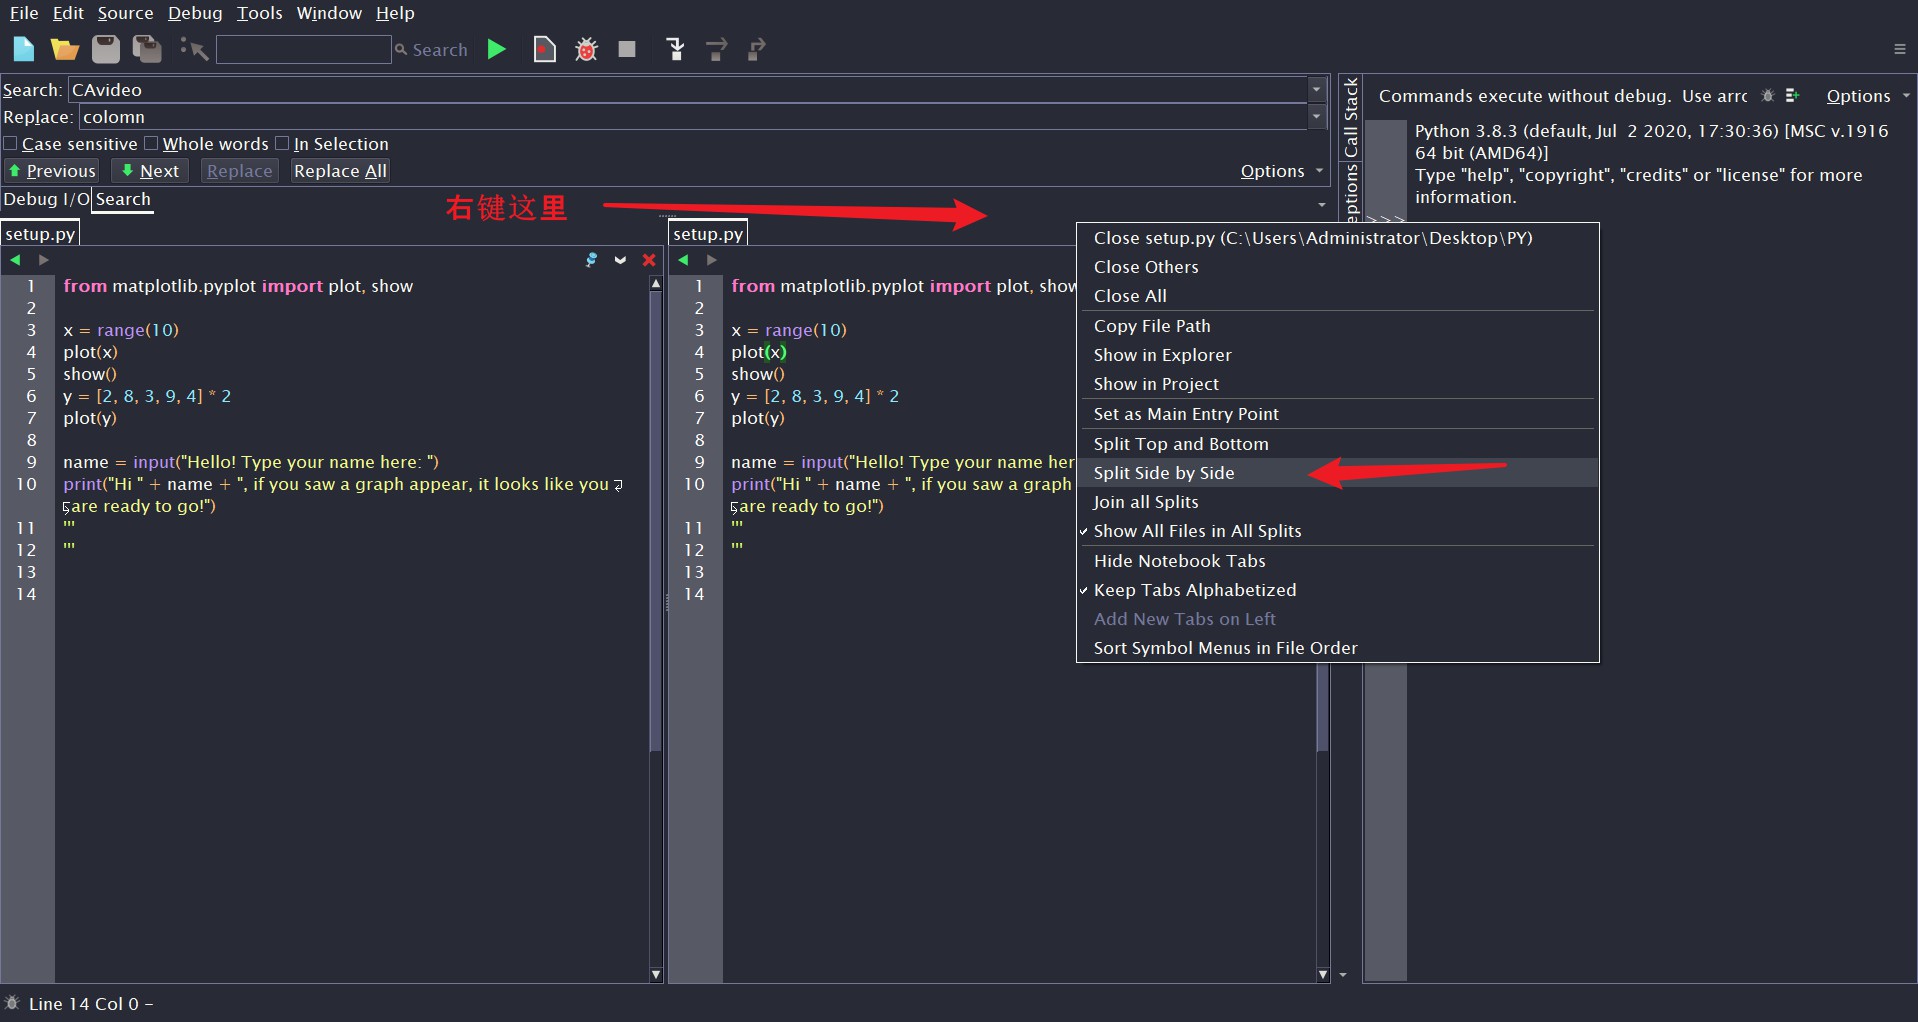 File Edit Source Debug Tools Window Help
Search
Search: CAvideo
Replace: colomn
Case sensitive Whole words In Selection
Previous Next Replace Replace All Options
Debug I/O Search
右键这里
setup.py
1 from matplotlib.pyplot import plot, show
2
3 x = range(10)
4 plot(x)
5 show()
6 y = [2, 8, 3, 9, 4] * 2
7 plot(y)
8
9 name = input("Hello! Type your name here: ")
10 print("Hi " + name + ", if you saw a graph appear, it looks like you
are ready to go!")
11 '''
12 '''
13
14
setup.py
1 from matplotlib.pyplot import plot, show
2
3 x = range(10)
4 plot(x)
5 show()
6 y = [2, 8, 3, 9, 4] * 2
7 plot(y)
8
9 name = input("Hello! Type your name her
10 print("Hi " + name + ", if you saw a graph
are ready to go!")
11 '''
12 '''
13
14
Close setup.py (C:\Users\Administrator\Desktop\PY)
Close Others
Close All
Copy File Path
Show in Explorer
Show in Project
Set as Main Entry Point
Split Top and Bottom
Split Side by Side
Join all Splits
Show All Files in All Splits
Hide Notebook Tabs
Keep Tabs Alphabetized
Add New Tabs on Left
Sort Symbol Menus in File Order
Call Stack
eptions
Commands execute without debug. Use arrc Options
Python 3.8.3 (default, Jul 2 2020, 17:30:36) [MSC v.1916
64 bit (AMD64)]
Type "help", "copyright", "credits" or "license" for more
information.
>>>
Line 14 Col 0 -